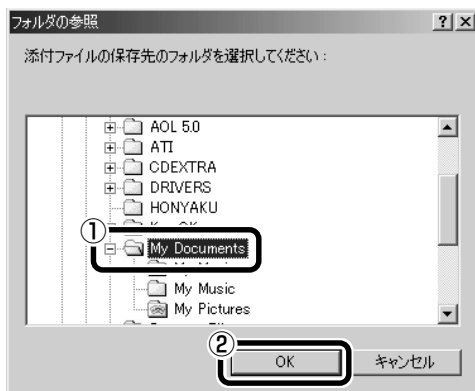 フォルダの参照
添付ファイルの保存先のフォルダを選択してください：
AOL 5.0
ATI
CDEXTRA
DRIVERS
HONYAKU
①
My Documents
My Music
My Pictures
②
OK キャンセル